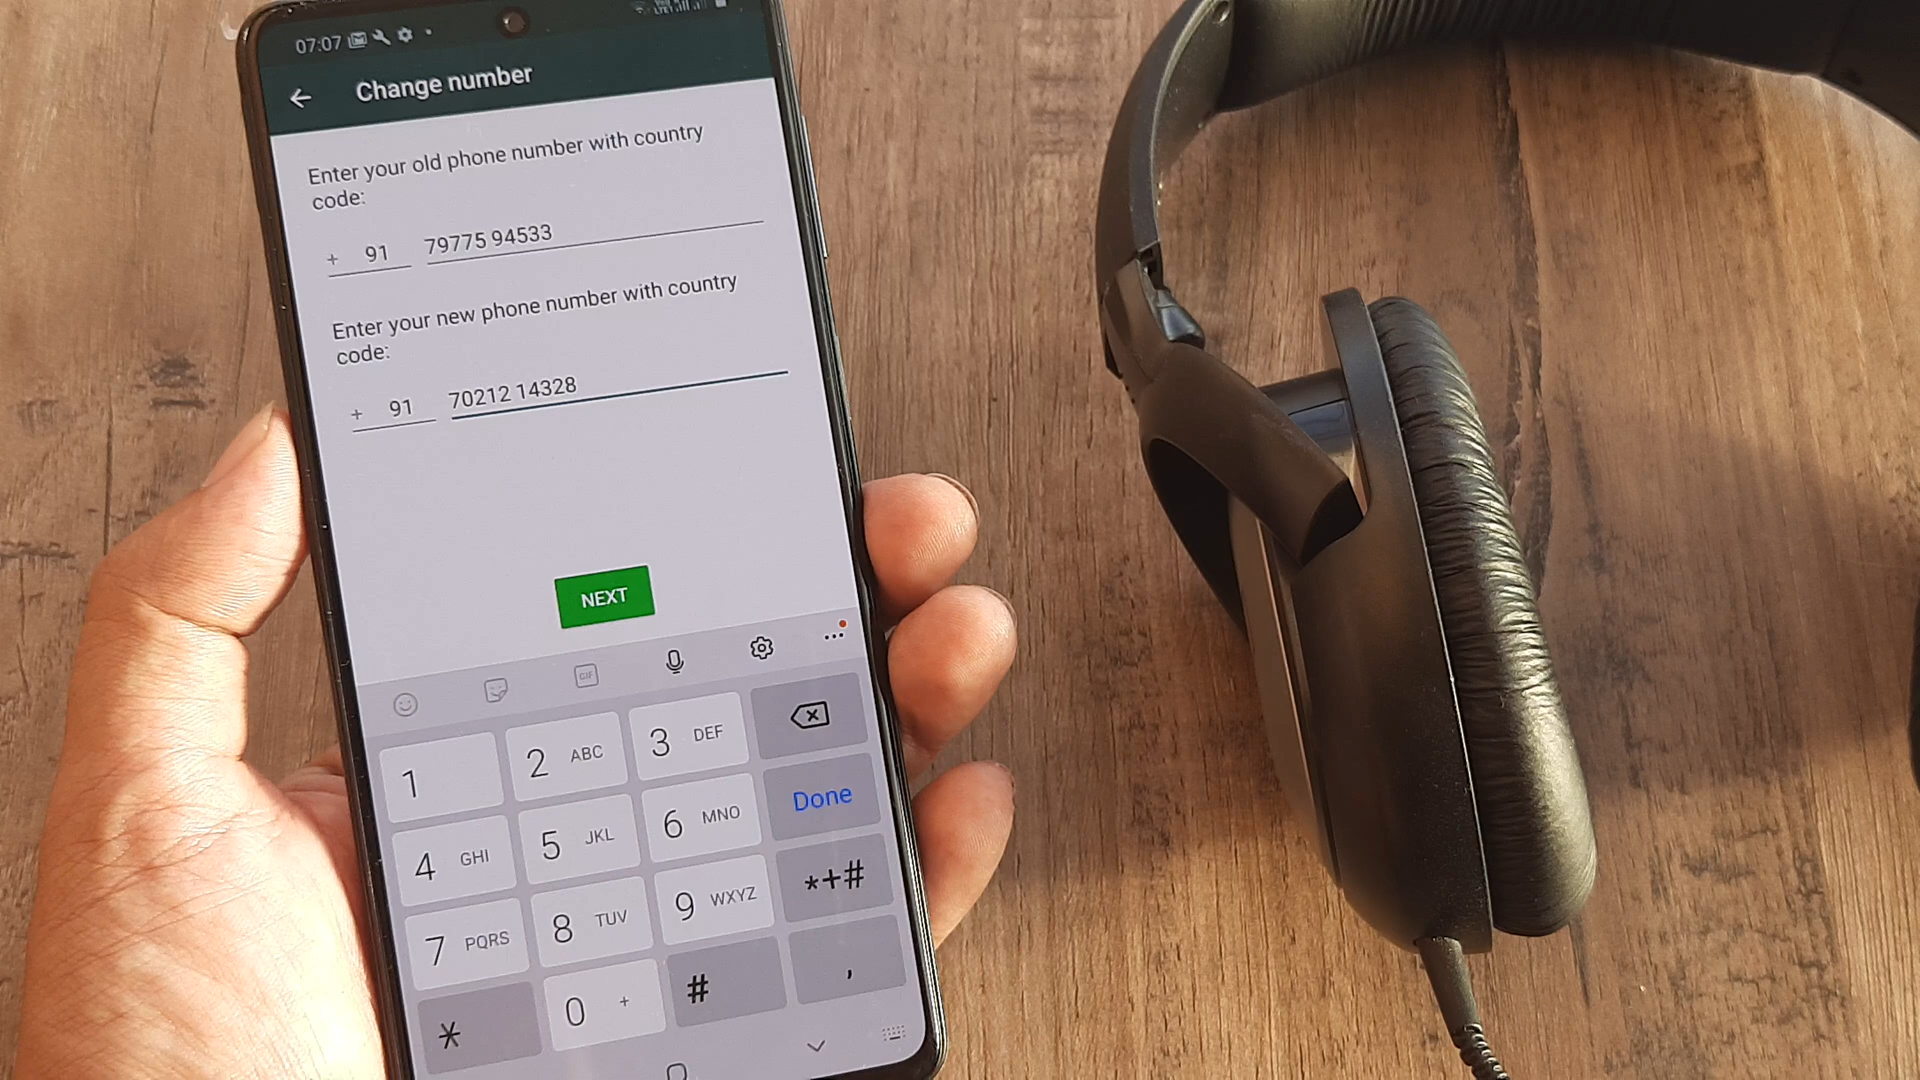 07:07
Change number
Enter your old phone number with country
code:
+ 91 79775 94533
Enter your new phone number with country
code:
+ 91 70212 14328
NEXT
GIF
1
2 ABC
3 DEF
4 GHI
5 JKL
6 MNO
Done
7 PQRS
8 TUV
9 WXYZ
*+#
*
0 +
#
,